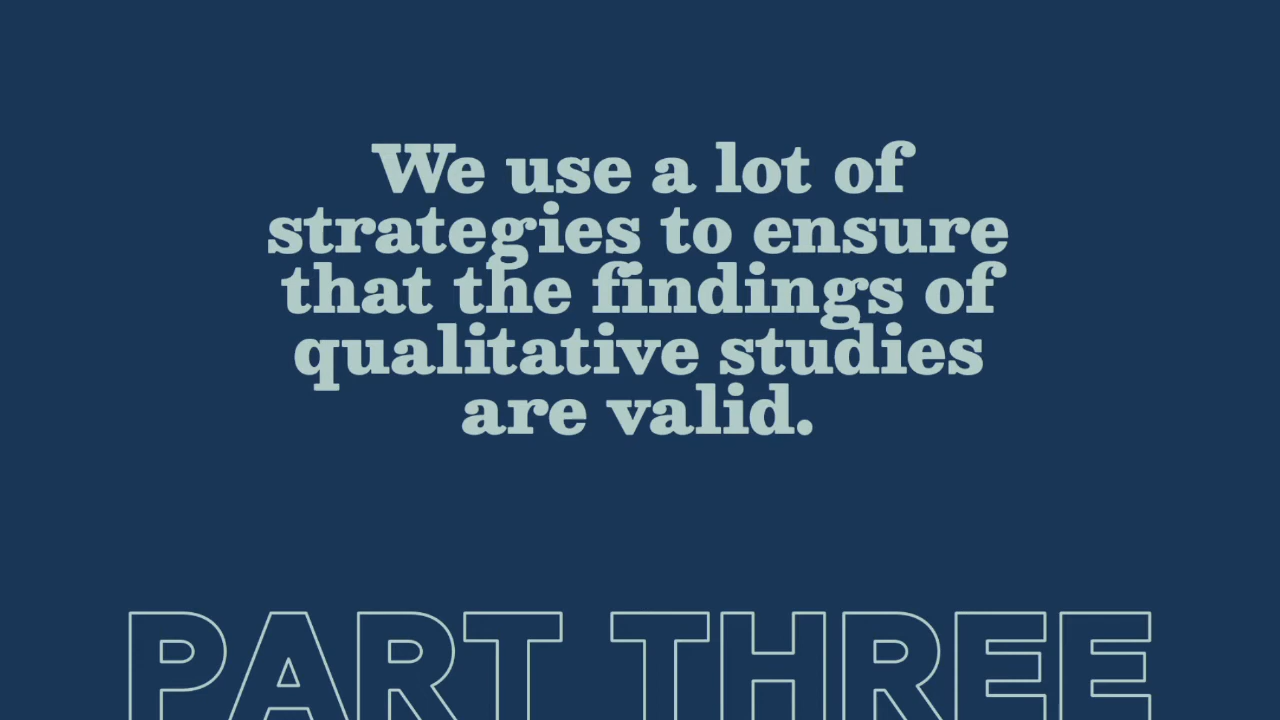 We use a lot of
strategies to ensure
that the findings of
qualitative studies
are valid.
PART THREE